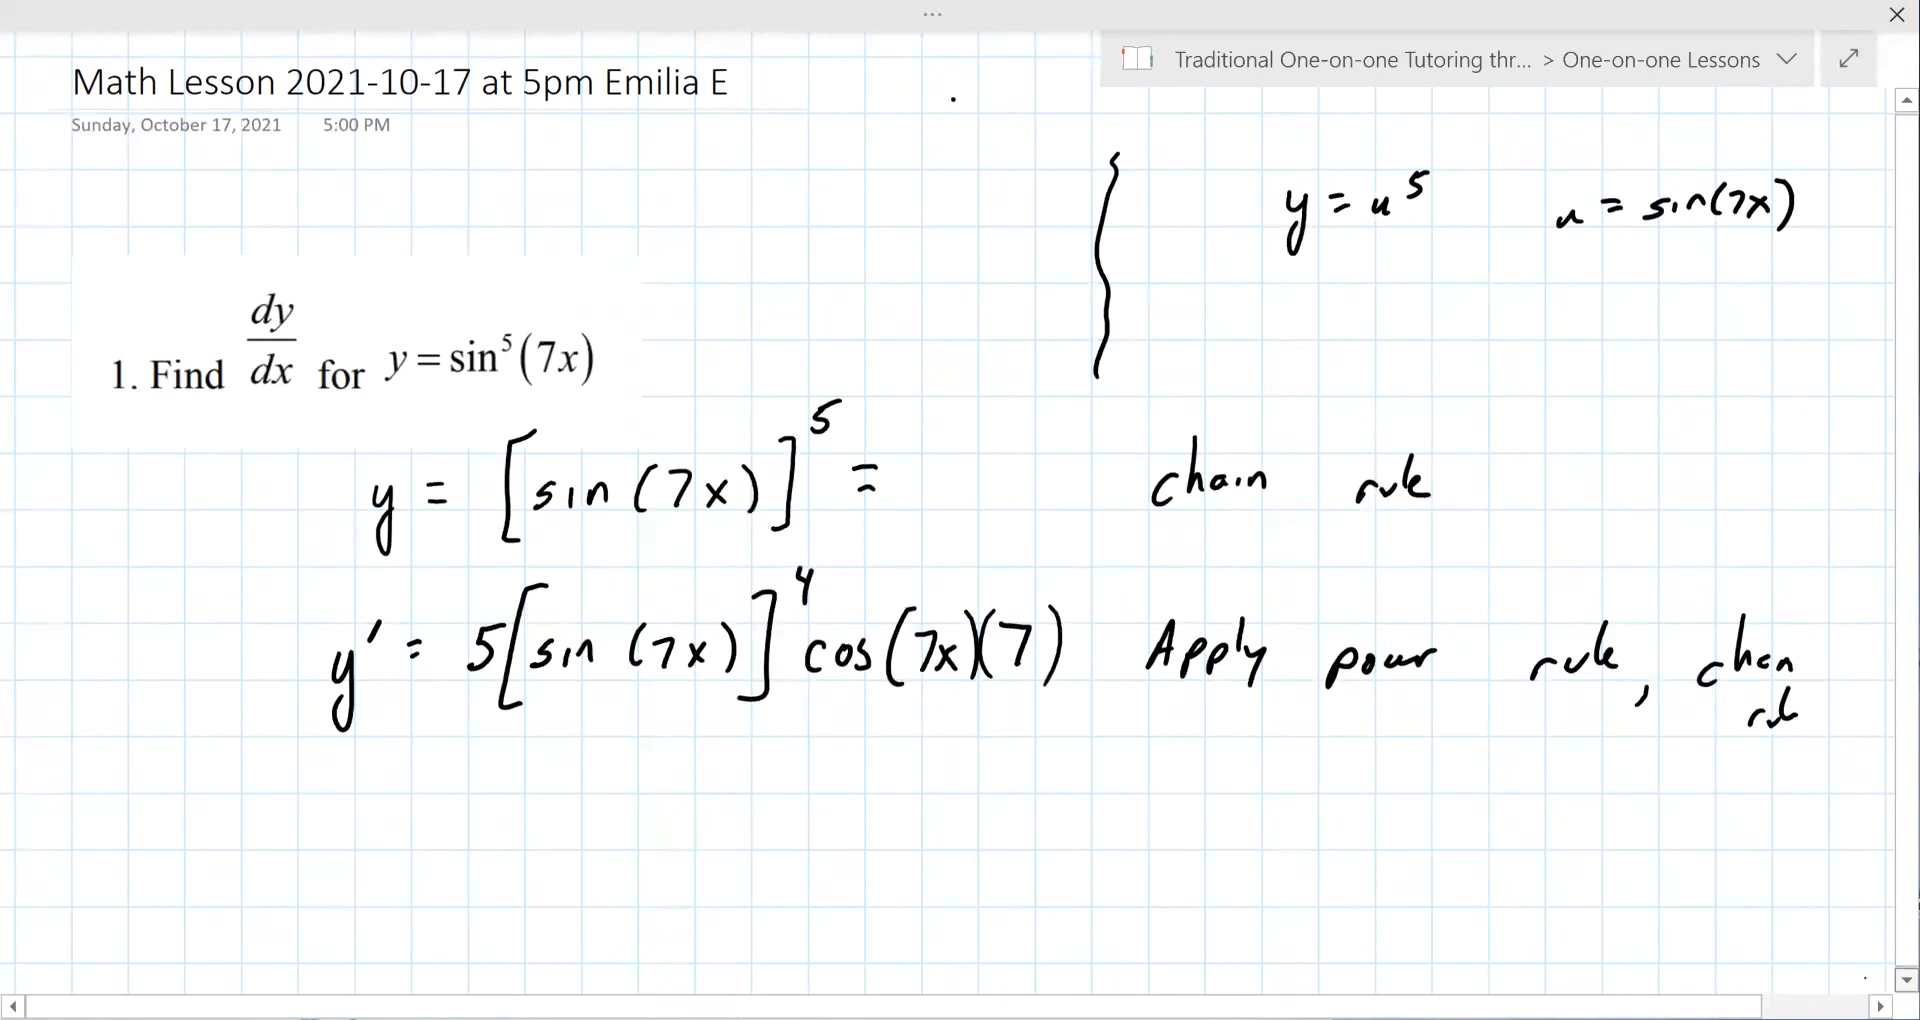 ...
Traditional One-on-one Tutoring thr... > One-on-one Lessons
Math Lesson 2021-10-17 at 5pm Emilia E
Sunday, October 17, 2021 5:00 PM
y = u^5 u = sin(7x)
1. Find dy/dx for y = sin^5(7x)
y = [sin (7x)]^5 = chain rule
y' = 5[sin (7x)]^4 cos(7x)(7) Apply power rule, chain
rule